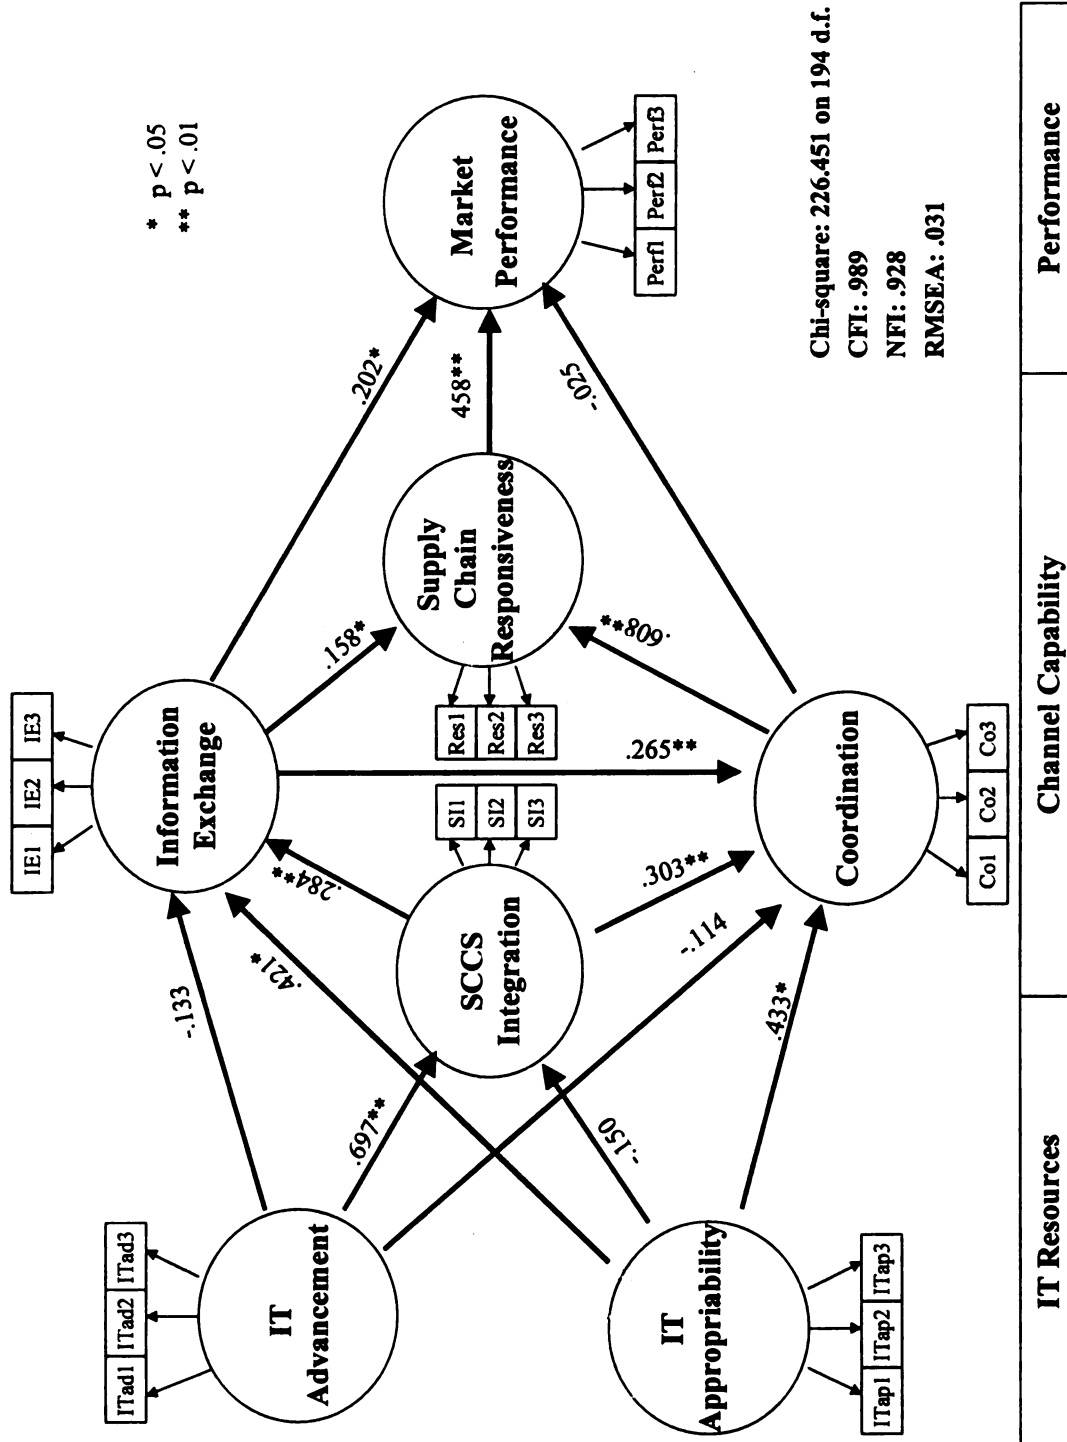 * p < .05
** p < .01
IE1 IE2 IE3
Information
Exchange
ITad1 ITad2 ITad3
IT
Advancement
-.133
.421*
.284**
.158*
.202*
.697**
SCCS
Integration
SI1
SI2
SI3
Res1
Res2
Res3
Supply
Chain
Responsiveness
458**
Market
Performance
Perf1 Perf2 Perf3
.265**
.303**
.608**
-.025
-.114
-.150
.433*
IT
Appropriability
ITap1 ITap2 ITap3
Coordination
Co1 Co2 Co3
Chi-square: 226.451 on 194 d.f.
CFI: .989
NFI: .928
RMSEA: .031
IT Resources
Channel Capability
Performance